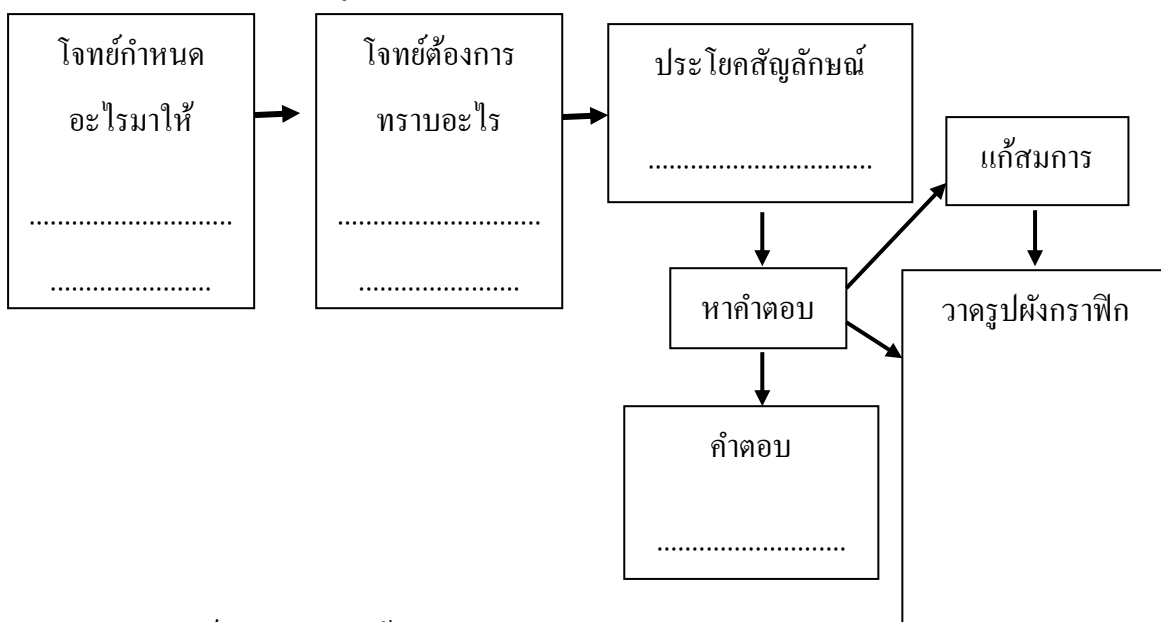 โจทย์กำหนด
อะไรมาให้
.............................
.......................
โจทย์ต้องการ
ทราบอะไร
.............................
.......................
ประโยคสัญลักษณ์
................................
แก้สมการ
หาคำตอบ
วาดรูปผังกราฟิก
คำตอบ
...........................